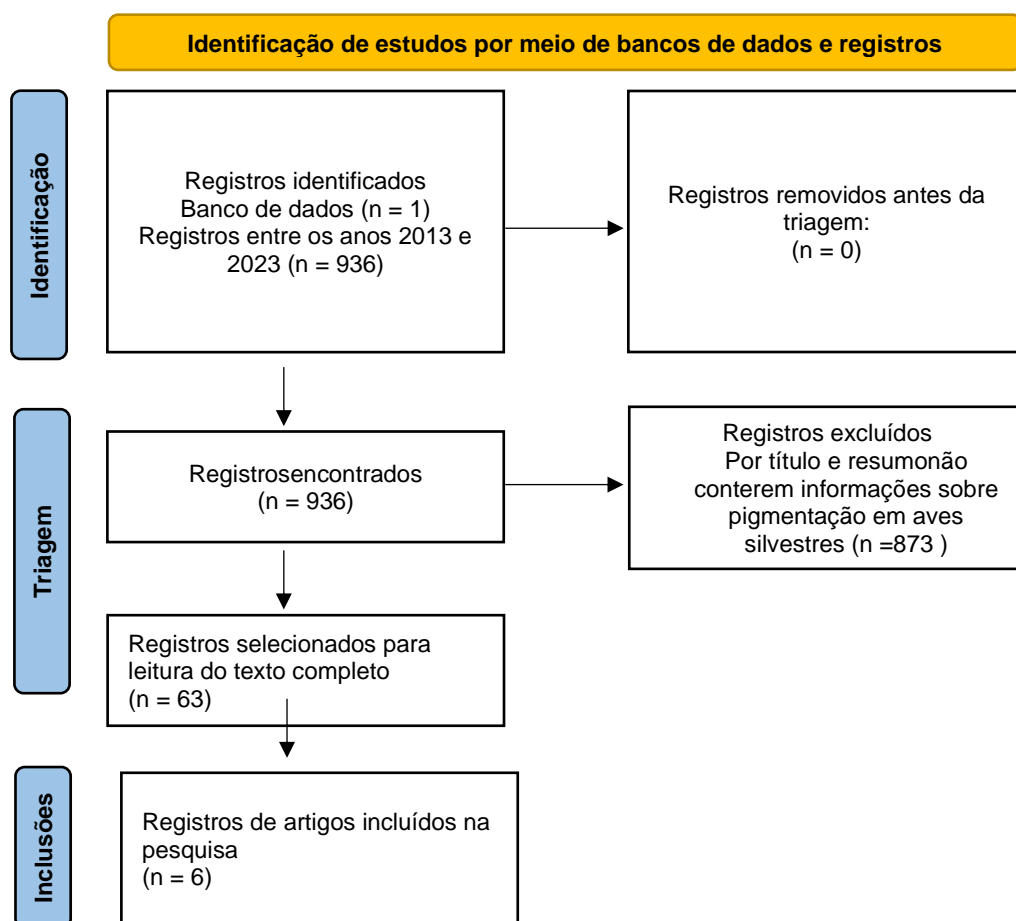 Identificação de estudos por meio de bancos de dados e registros
Identificação
Registros identificados
Banco de dados (n = 1)
Registros entre os anos 2013 e
2023 (n = 936)
Registros removidos antes da
triagem:
(n = 0)
Triagem
Registrosencontrados
(n = 936)
Registros excluídos
Por título e resumonão
conterem informações sobre
pigmentação em aves
silvestres (n =873 )
Registros selecionados para
leitura do texto completo
(n = 63)
Inclusões
Registros de artigos incluídos na
pesquisa
(n = 6)